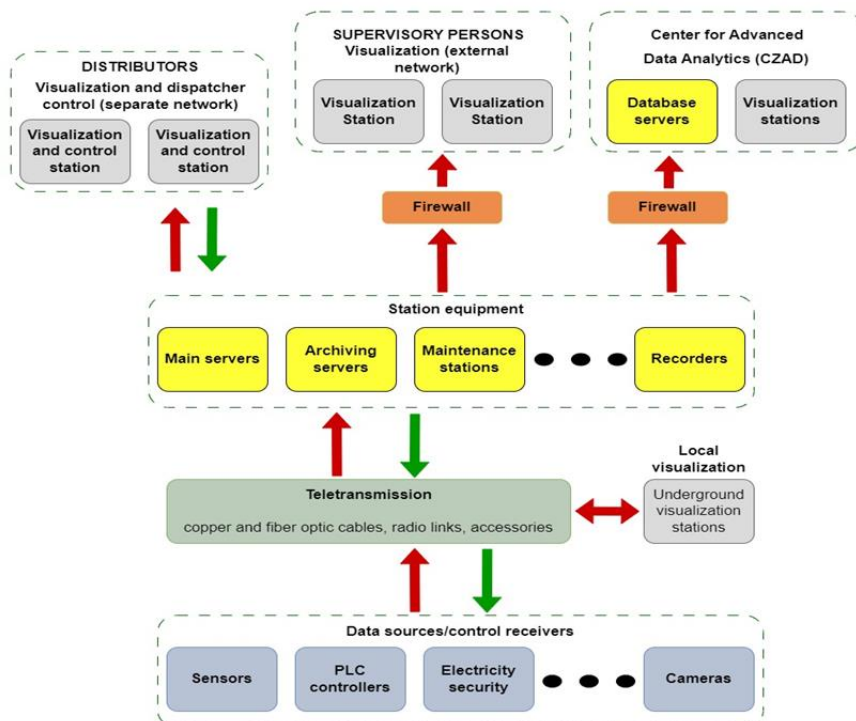 DISTRIBUTORS
Visualization and dispatcher
control (separate network)
Visualization
and control
station
Visualization
and control
station
SUPERVISORY PERSONS
Visualization (external
network)
Visualization
Station
Visualization
Station
Center for Advanced
Data Analytics (CZAD)
Database
servers
Visualization
stations
Firewall
Firewall
Station equipment
Main servers
Archiving
servers
Maintenance
stations
Recorders
Teletransmission
copper and fiber optic cables, radio links, accessories
Local
visualization
Underground
visualization
stations
Data sources/control receivers
Sensors
PLC
controllers
Electricity
security
Cameras